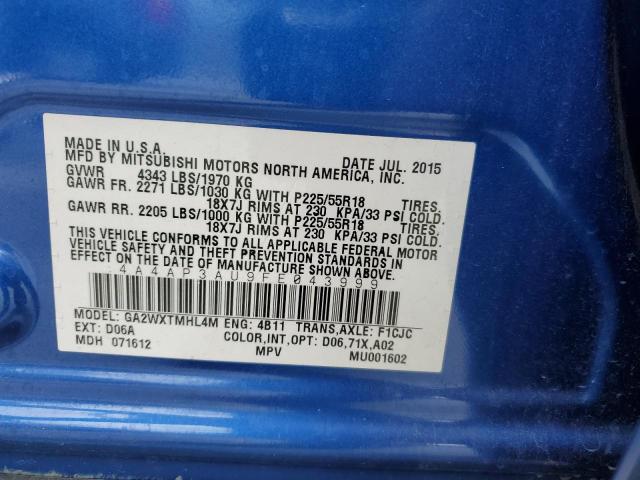 MADE IN U.S.A. DATE JUL. 2015
MFD BY MITSUBISHI MOTORS NORTH AMERICA, INC.
GVWR 4343 LBS/1970 KG
GAWR FR. 2271 LBS/1030 KG WITH P225/55R18 TIRES,
18X7J RIMS AT 230 KPA/33 PSI COLD.
GAWR RR. 2205 LBS/1000 KG WITH P225/55R18 TIRES,
18X7J RIMS AT 230 KPA/33 PSI COLD.
THIS VEHICLE CONFORMS TO ALL APPLICABLE FEDERAL MOTOR
VEHICLE SAFETY AND THEFT PREVENTION STANDARDS IN
EFFECT ON THE DATE OF MANUFACTURE SHOWN ABOVE.
4A4AP3AU9FE043999
MODEL: GA2WXTMHL4M ENG: 4B11 TRANS,AXLE: F1CJC
EXT: D06A COLOR,INT,OPT: D06,71X,A02
MDH 071612 MPV MU001602